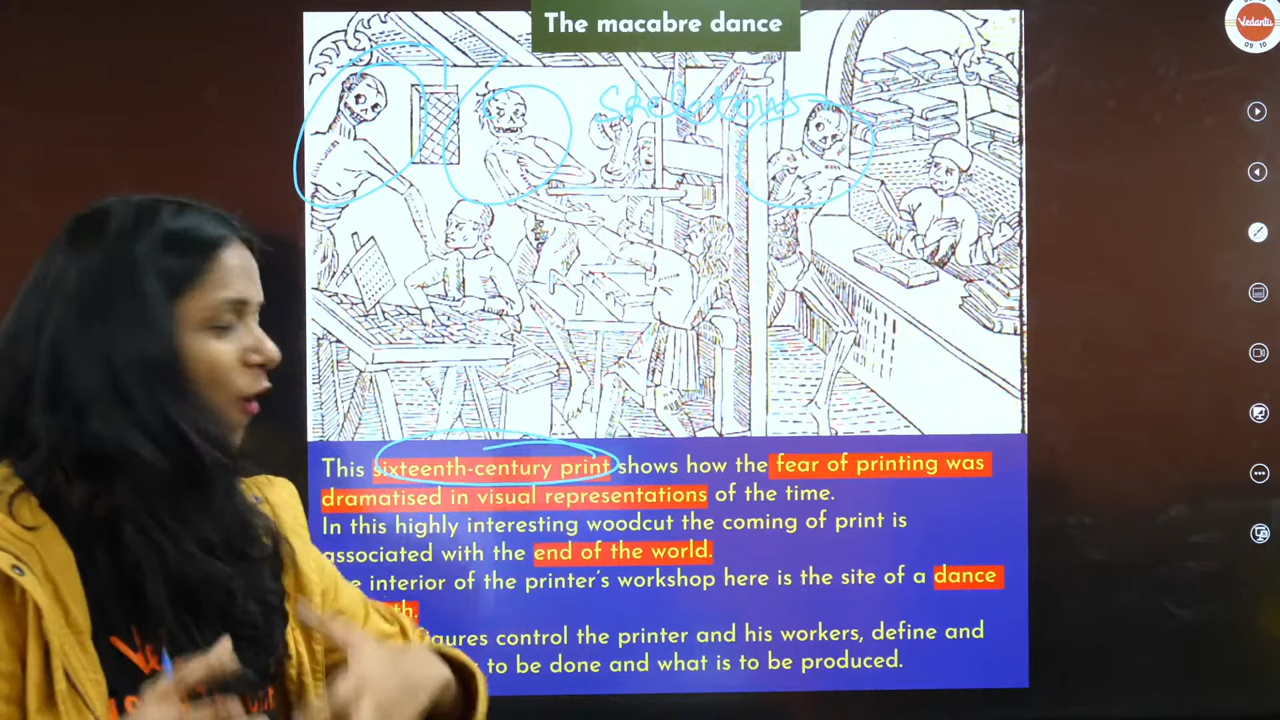 The macabre dance
Vedantu
09 10
Skeletons
This sixteenth-century print shows how the fear of printing was
dramatised in visual representations of the time.
In this highly interesting woodcut the coming of print is
associated with the end of the world.
interior of the printer's workshop here is the site of a dance
control the printer and his workers, define and
to be done and what is to be produced.